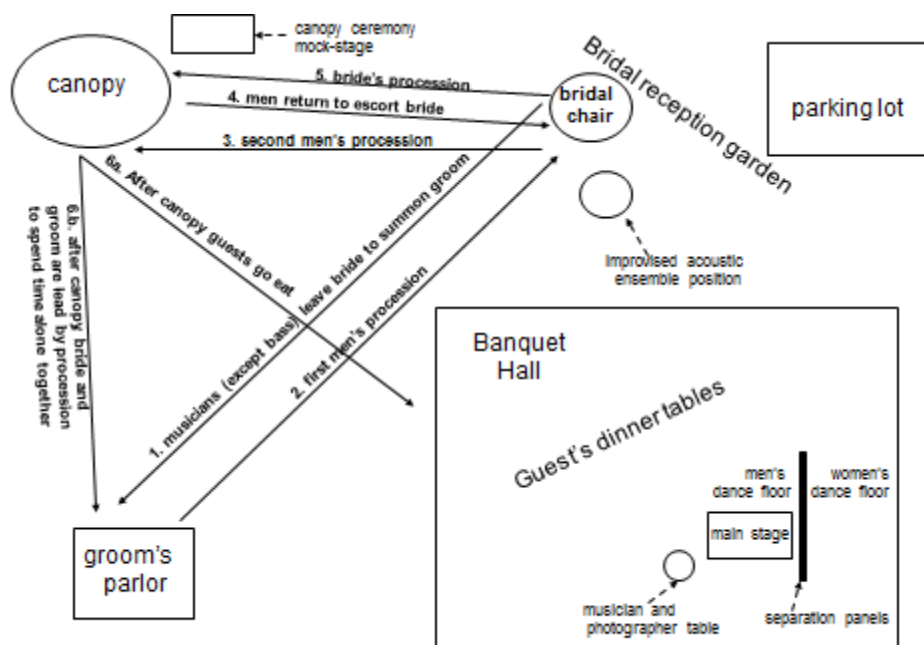 canopy ceremony
mock-stage
canopy
5. bride's procession
4. men return to escort bride
3. second men's procession
bridal
chair
Bridal reception garden
parking lot
6a. After canopy guests go eat
6.b. after canopy bride and
groom are lead by procession
to spend time alone together
1. musicians (except bass) leave bride to summon groom
2. first men's procession
Improvised acoustic
ensemble position
Banquet
Hall
Guest's dinner tables
men's
dance floor
women's
dance floor
main stage
groom's
parlor
musician and
photographer table
separation panels